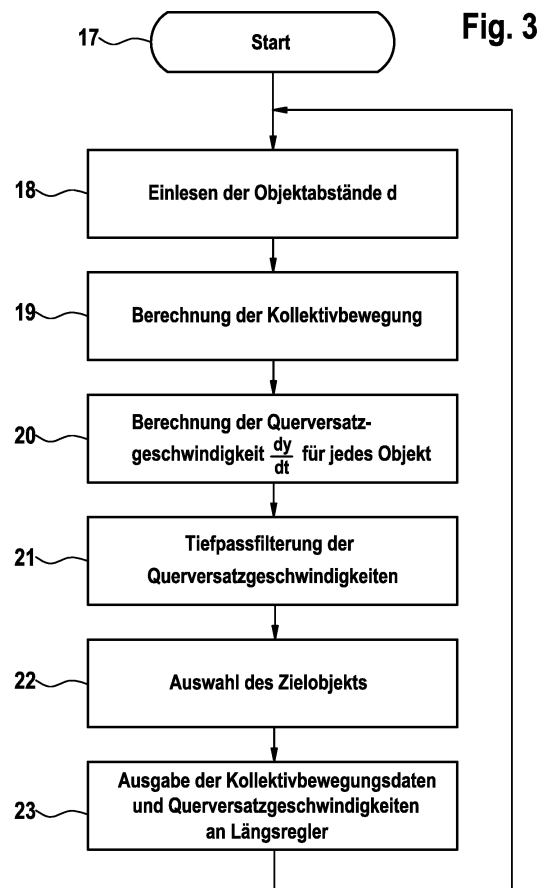 Fig. 3
17
Start
18
Einlesen der Objektabstände d
19
Berechnung der Kollektivbewegung
20
Berechnung der Querversatz-
geschwindigkeit dy/dt für jedes Objekt
21
Tiefpassfilterung der
Querversatzgeschwindigkeiten
22
Auswahl des Zielobjekts
23
Ausgabe der Kollektivbewegungsdaten
und Querversatzgeschwindigkeiten
an Längsregler